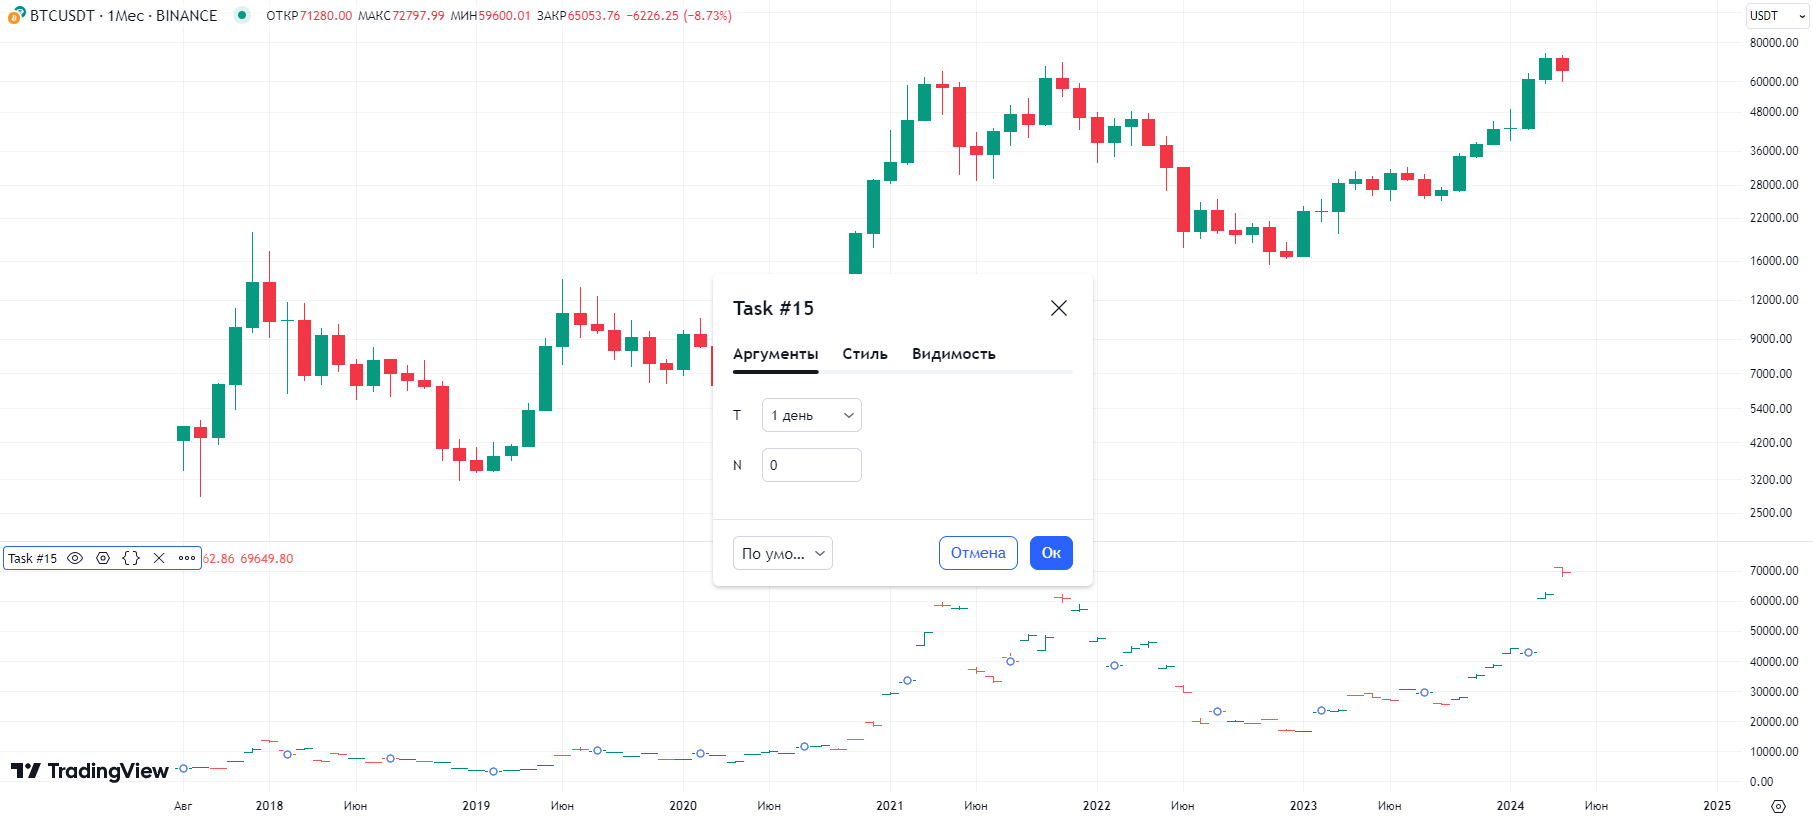 BTCUSDT · 1Мес · BINANCE ОТКР71280.00 МАКС72797.99 МИН59600.01 ЗАКР65053.76 −6226.25 (−8.73%)
USDT
80000.00
60000.00
48000.00
36000.00
28000.00
22000.00
16000.00
12000.00
9000.00
7000.00
5400.00
4200.00
3200.00
2500.00
Task #15
Аргументы Стиль Видимость
T 1 день
N 0
По умо... Отмена Ок
Task #15 62.86 69649.80
70000.00
60000.00
50000.00
40000.00
30000.00
20000.00
10000.00
0.00
TradingView
Авг 2018 Июн 2019 Июн 2020 Июн 2021 Июн 2022 Июн 2023 Июн 2024 Июн 2025